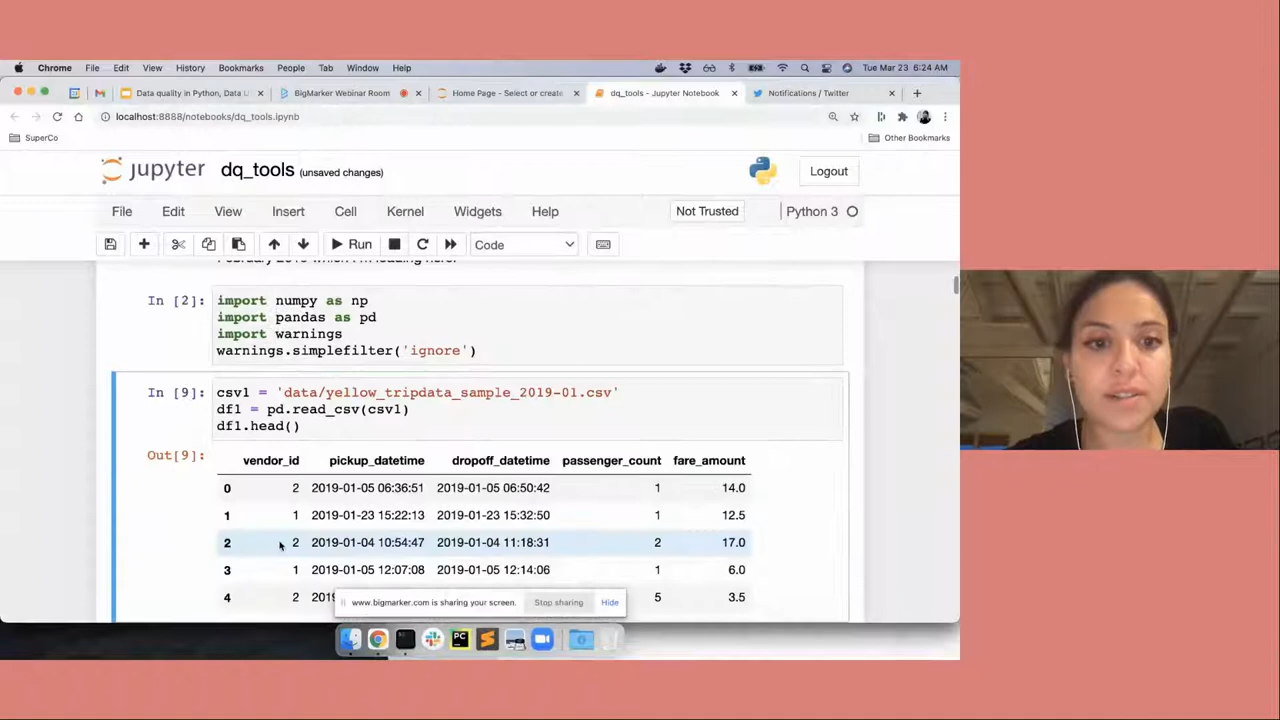 Chrome File Edit View History Bookmarks People Tab Window Help Tue Mar 23 6:24 AM
Data quality in Python, Data U BigMarker Webinar Room Home Page - Select or create dq_tools - Jupyter Notebook Notifications / Twitter
localhost:8888/notebooks/dq_tools.ipynb
SuperCo Other Bookmarks
jupyter dq_tools (unsaved changes) Logout
File Edit View Insert Cell Kernel Widgets Help Not Trusted Python 3
Run Code
In [2]: import numpy as np
import pandas as pd
import warnings
warnings.simplefilter('ignore')
In [9]: csv1 = 'data/yellow_tripdata_sample_2019-01.csv'
df1 = pd.read_csv(csv1)
df1.head()
Out[9]:
vendor_id pickup_datetime dropoff_datetime passenger_count fare_amount
0 2 2019-01-05 06:36:51 2019-01-05 06:50:42 1 14.0
1 1 2019-01-23 15:22:13 2019-01-23 15:32:50 1 12.5
2 2 2019-01-04 10:54:47 2019-01-04 11:18:31 2 17.0
3 1 2019-01-05 12:07:08 2019-01-05 12:14:06 1 6.0
4 2 5 3.5
www.bigmarker.com is sharing your screen. Stop sharing Hide
PC